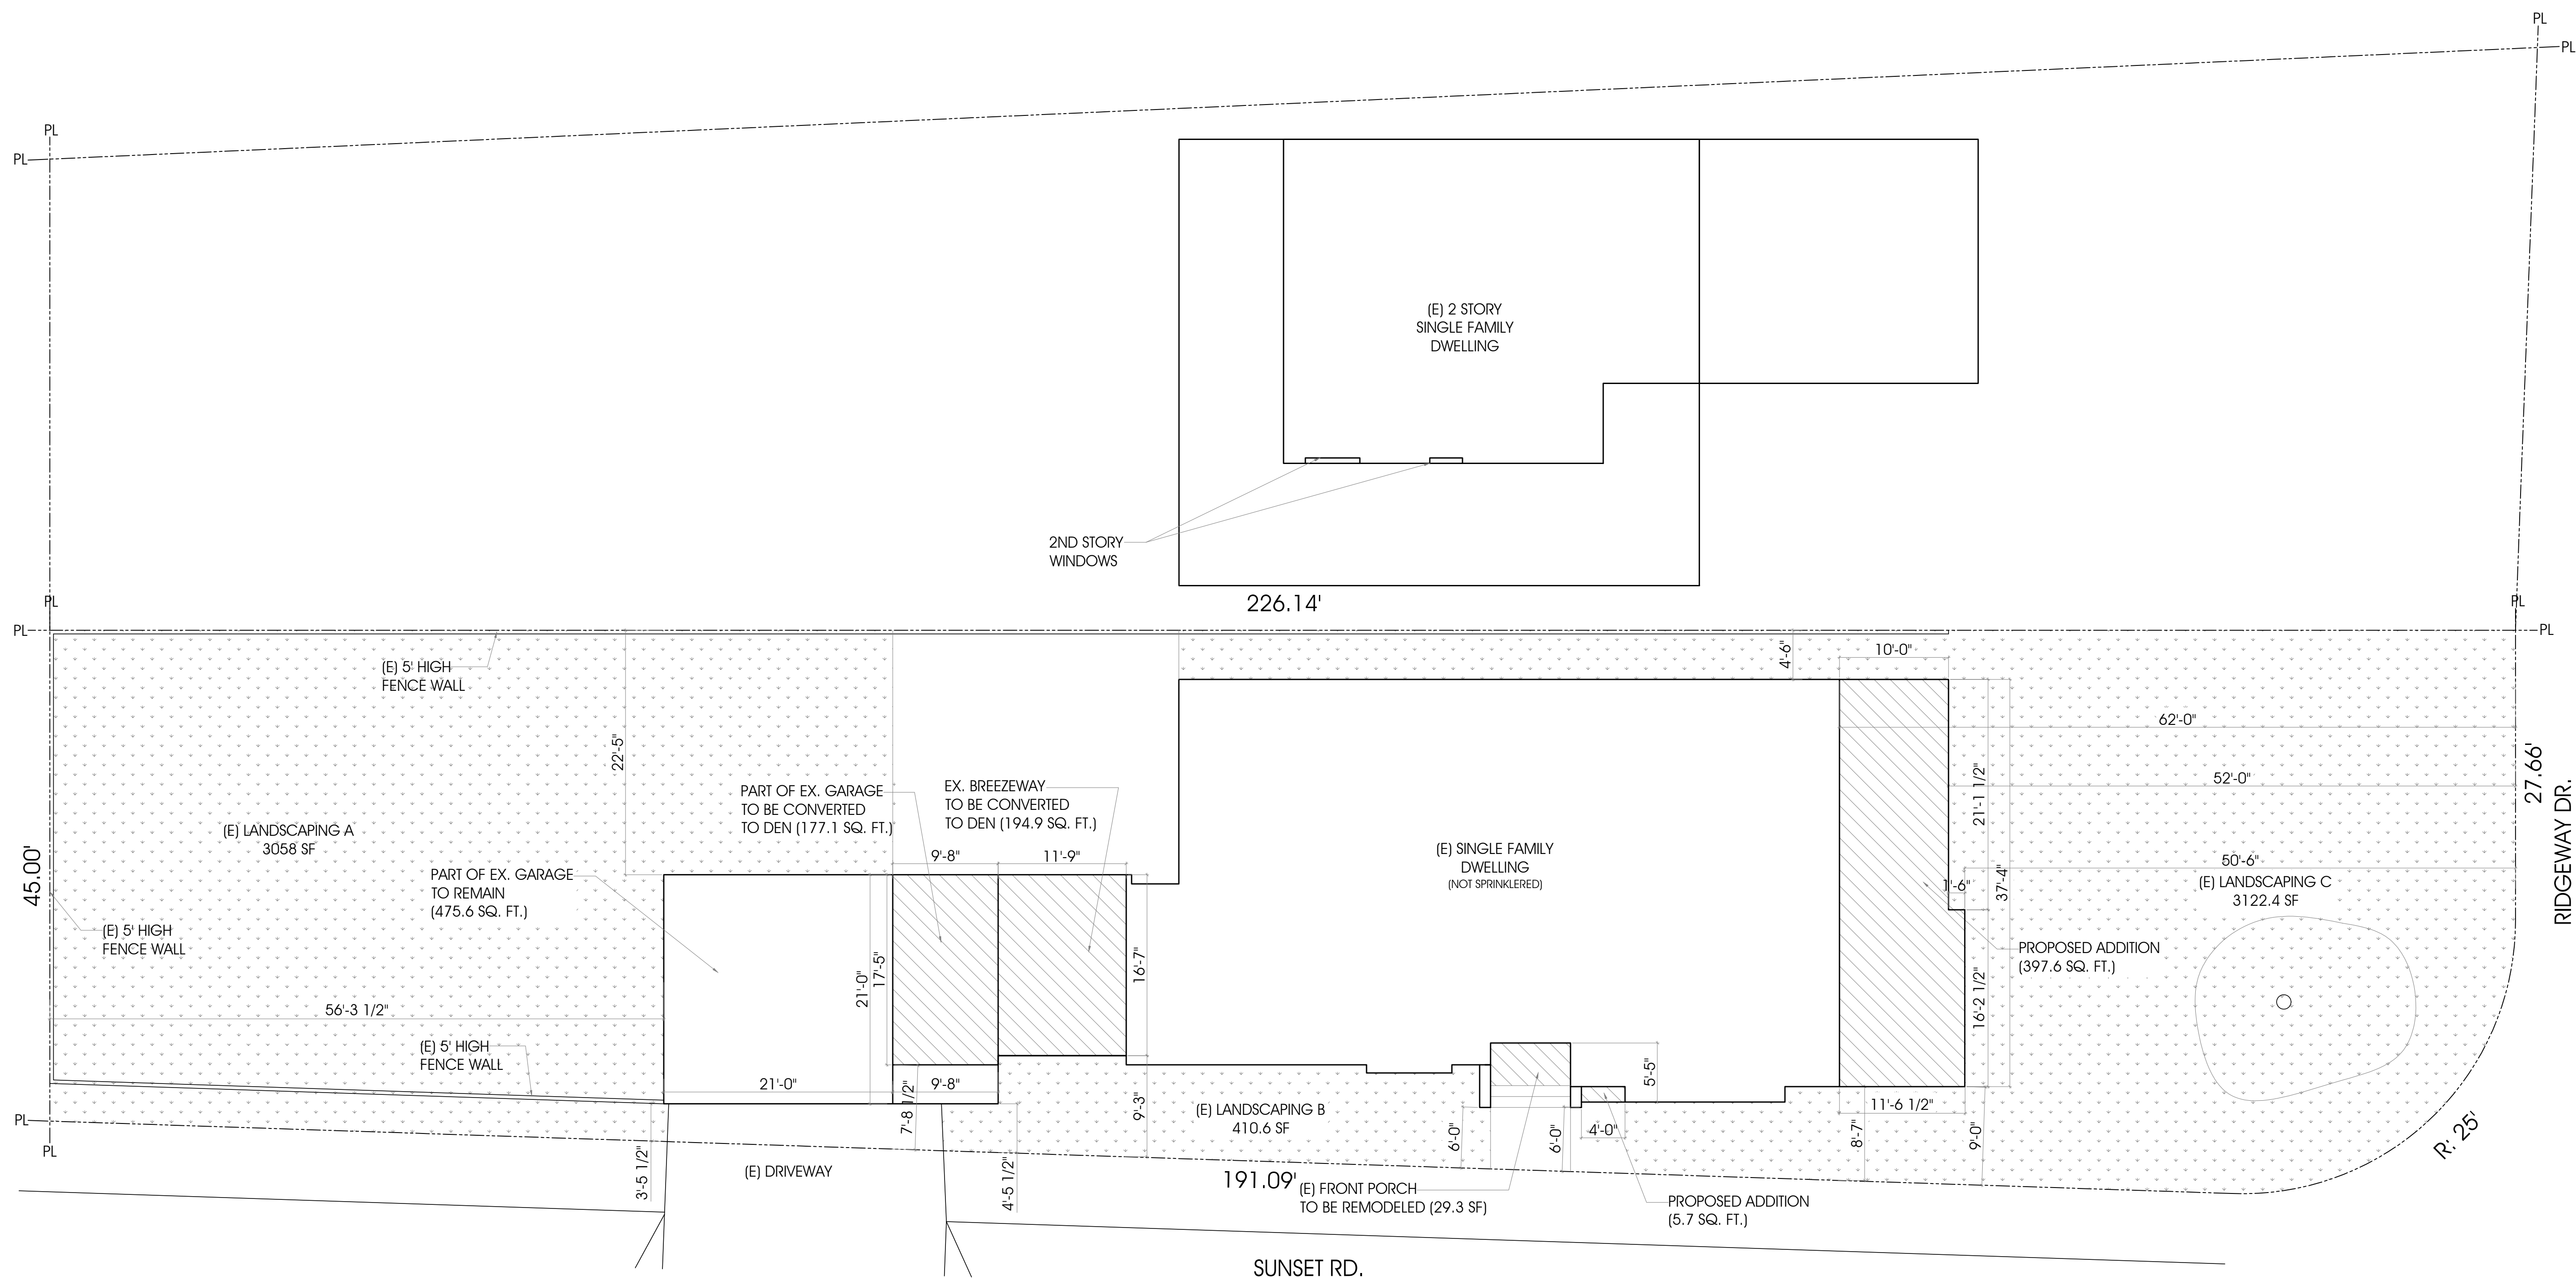 PL
PL
PL
PL
(E) 2 STORY
SINGLE FAMILY
DWELLING
2ND STORY
WINDOWS
226.14'
PL
PL
PL
PL
(E) 5' HIGH
FENCE WALL
4'-6"
10'-0"
62'-0"
22'-5"
52'-0"
21'-1 1/2"
27.66'
RIDGEWAY DR.
PART OF EX. GARAGE
TO BE CONVERTED
TO DEN (177.1 SQ. FT.)
EX. BREEZEWAY
TO BE CONVERTED
TO DEN (194.9 SQ. FT.)
(E) LANDSCAPING A
3058 SF
(E) SINGLE FAMILY
DWELLING
(NOT SPRINKLERED)
9'-8"
11'-9"
50'-6"
(E) LANDSCAPING C
3122.4 SF
1'-6"
37'-4"
45.00'
PART OF EX. GARAGE
TO REMAIN
(475.6 SQ. FT.)
(E) 5' HIGH
FENCE WALL
PROPOSED ADDITION
(397.6 SQ. FT.)
21'-0"
17'-5"
16'-7"
16'-2 1/2"
56'-3 1/2"
(E) 5' HIGH
FENCE WALL
21'-0"
9'-8"
7'-8 1/2"
9'-3"
5'-5"
(E) LANDSCAPING B
410.6 SF
11'-6 1/2"
6'-0"
6'-0"
4'-0"
8'-7"
9'-0"
R: 25'
PL
PL
3'-5 1/2"
(E) DRIVEWAY
4'-5 1/2"
191.09'
(E) FRONT PORCH
TO BE REMODELED (29.3 SF)
PROPOSED ADDITION
(5.7 SQ. FT.)
SUNSET RD.